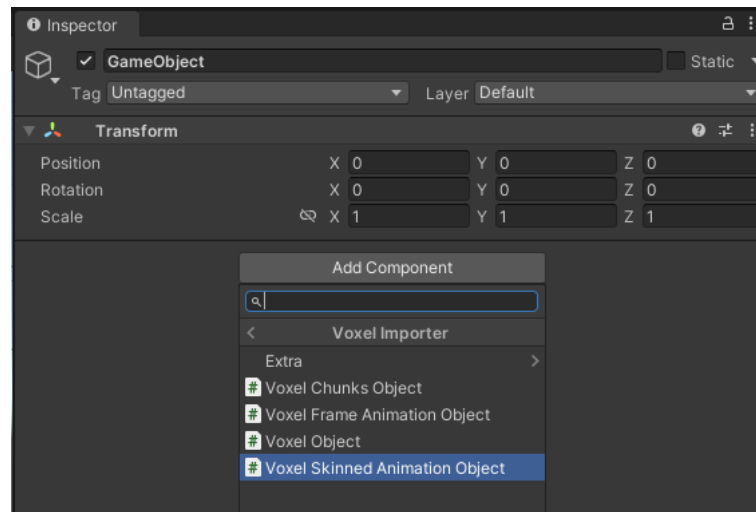 Inspector
GameObject Static
Tag Untagged Layer Default
Transform
Position X 0 Y 0 Z 0
Rotation X 0 Y 0 Z 0
Scale X 1 Y 1 Z 1
Add Component
Voxel Importer
Extra
# Voxel Chunks Object
# Voxel Frame Animation Object
# Voxel Object
# Voxel Skinned Animation Object